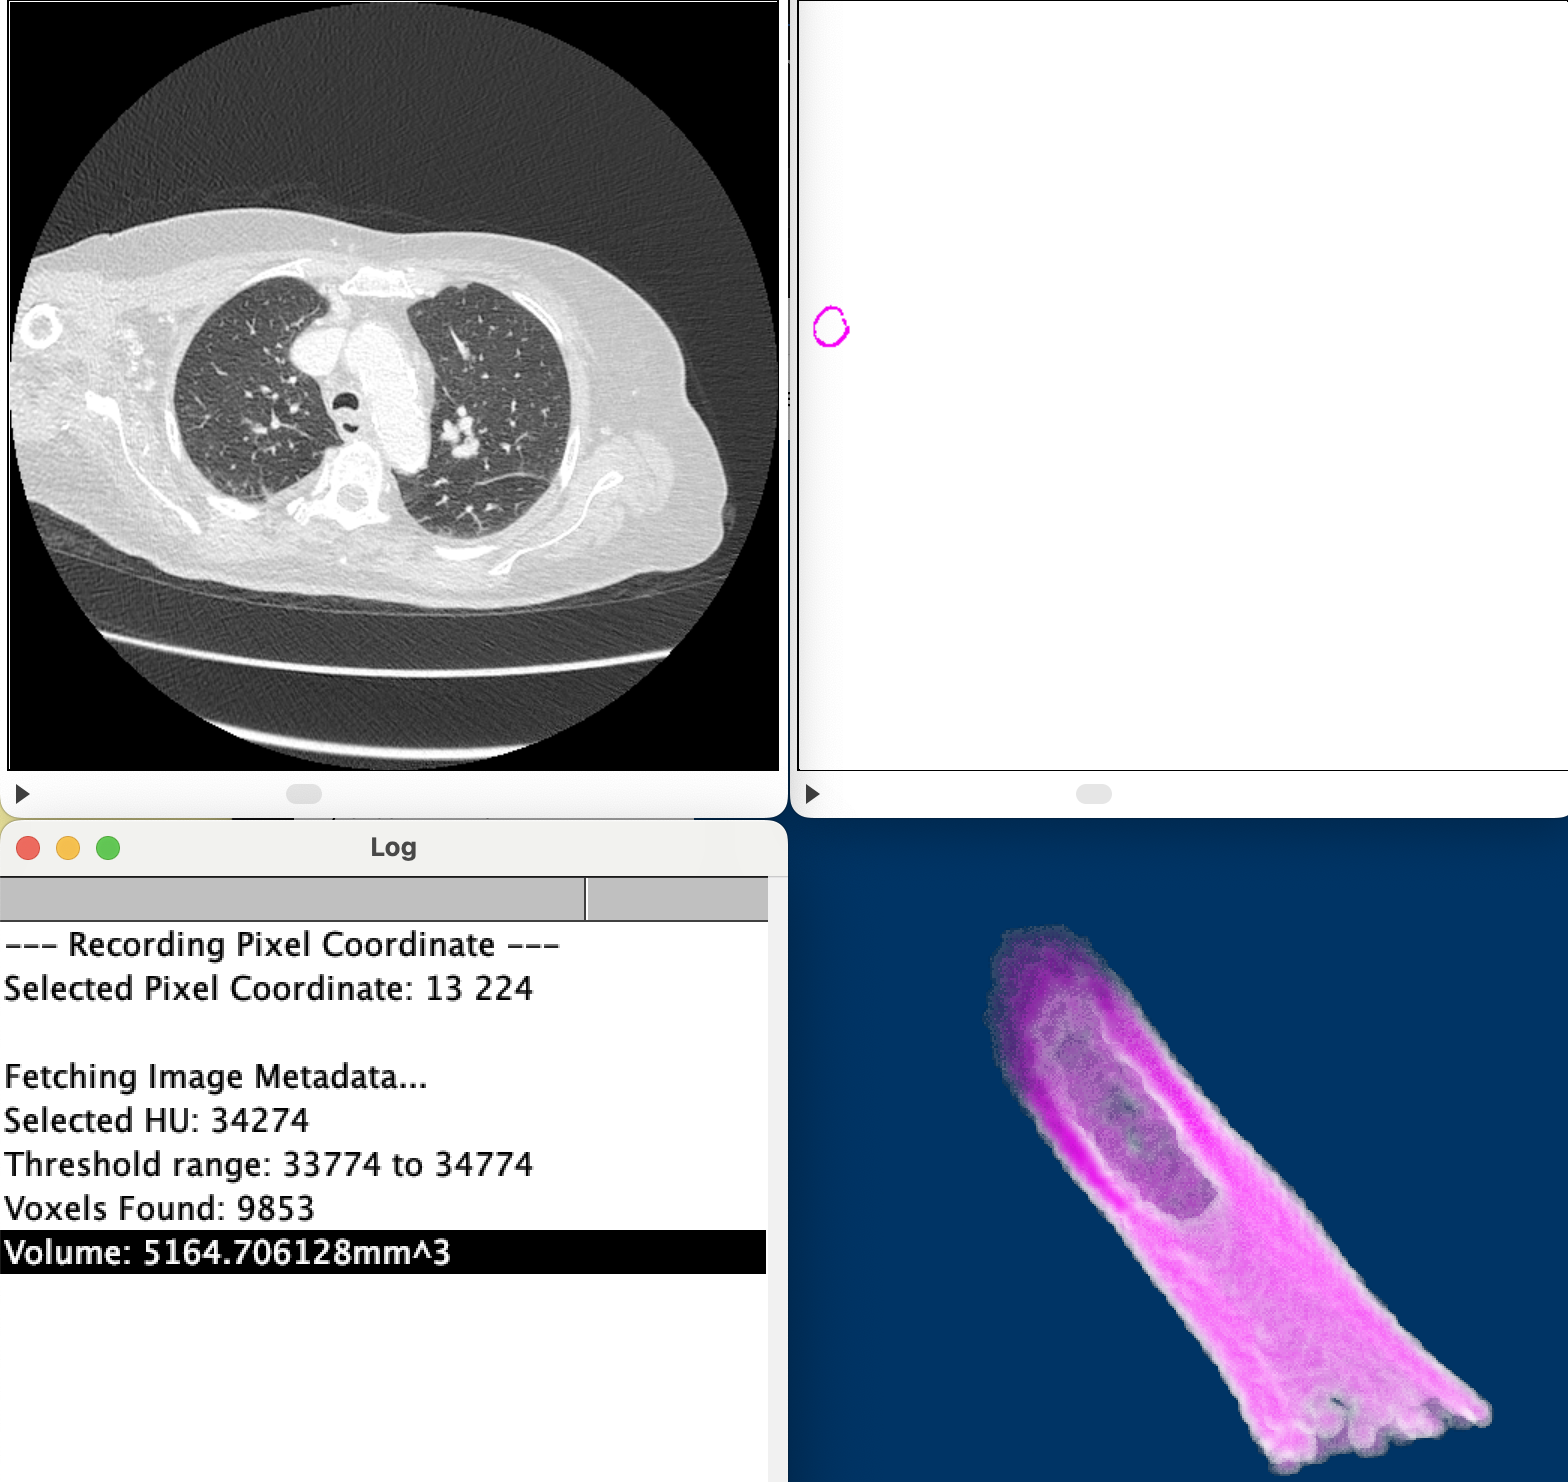 Log
--- Recording Pixel Coordinate ---
Selected Pixel Coordinate: 13 224
Fetching Image Metadata...
Selected HU: 34274
Threshold range: 33774 to 34774
Voxels Found: 9853
Volume: 5164.706128mm^3